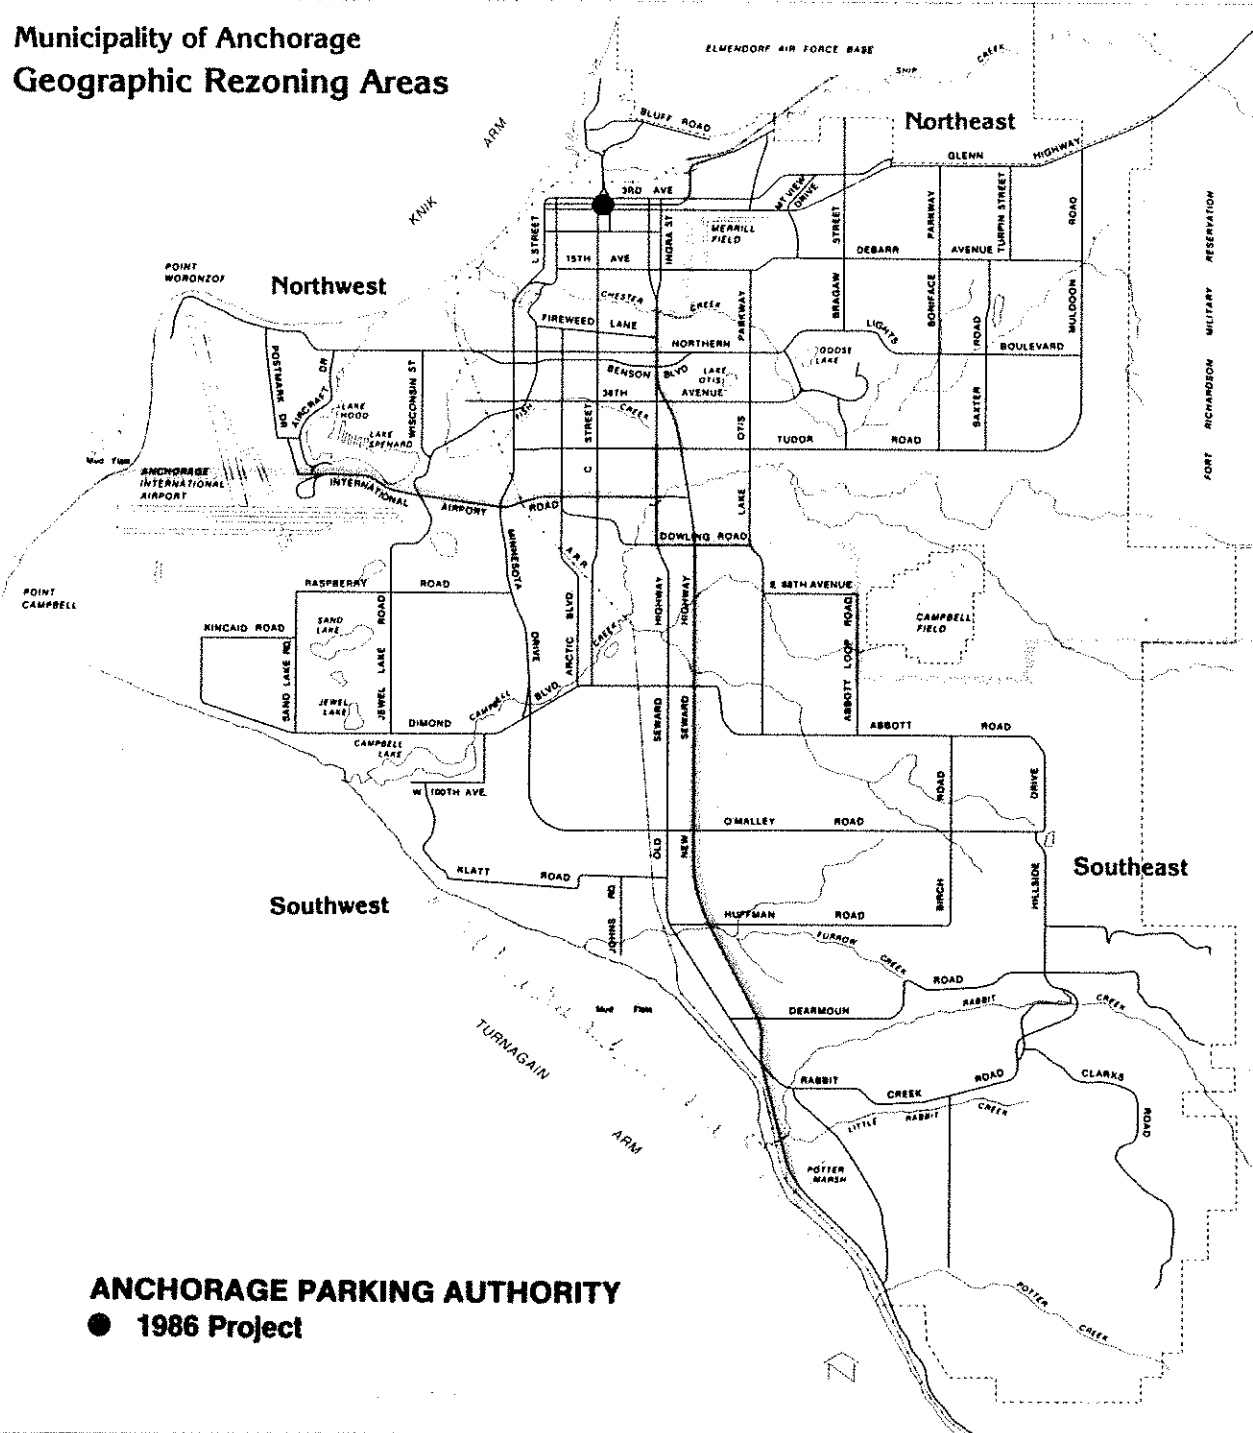 Municipality of Anchorage
Geographic Rezoning Areas
ELMENDORF AIR FORCE BASE
SHIP
CREEK
BLUFF ROAD
Northeast
GLENN
HIGHWAY
KNIK
ARM
3RD AVE
MT VIEW
DRIVE
L STREET
INGRA ST
MERRILL
FIELD
STREET
BRAGAW
PARKWAY
BONIFACE
TURPIN STREET
ROAD
MULDOON
DEBARR
AVENUE
15TH AVE
FORT RICHARDSON MILITARY RESERVATION
POINT
WORONZOF
Northwest
CHESTER
CREEK
FIREWEED LANE
NORTHERN
LIGHTS
BOULEVARD
PARKWAY
OTIS
LAKE
BENSON BLVD
LAKE
OTIS
GOOSE
LAKE
ROAD
BAXTER
36TH
AVENUE
FISH
CREEK
STREET
C
POSTMARK DR
AIRCRAFT DR
WISCONSIN ST
LAKE
HOOD
LAKE
SPENARD
TUDOR
ROAD
Mud Flats
ANCHORAGE
INTERNATIONAL
AIRPORT
INTERNATIONAL
AIRPORT
ROAD
DOWLING ROAD
MINNESOTA
DRIVE
A.R.R.
ARCTIC BLVD.
E. 68TH AVENUE
POINT
CAMPBELL
RASPBERRY
ROAD
KINCAID ROAD
SAND
LAKE
SAND LAKE RD.
JEWEL LAKE ROAD
JEWEL
LAKE
DIMOND
BLVD.
CAMPBELL
CREEK
CAMPBELL
LAKE
HIGHWAY
HIGHWAY
SEWARD
SEWARD
OLD
NEW
ABBOTT LOOP ROAD
CAMPBELL
FIELD
ABBOTT
ROAD
W. 100TH AVE.
O'MALLEY
ROAD
BIRCH
ROAD
HILLSIDE
DRIVE
Southeast
KLATT
ROAD
JOHNS RD
Southwest
HUFFMAN
ROAD
FURROW
CREEK
ROAD
DEARMOUN
RABBIT
CREEK
Mud Flats
TURNAGAIN
ARM
RABBIT
CREEK
ROAD
CLARKS
ROAD
LITTLE RABBIT CREEK
POTTER
MARSH
POTTER
CREEK
ANCHORAGE PARKING AUTHORITY
1986 Project